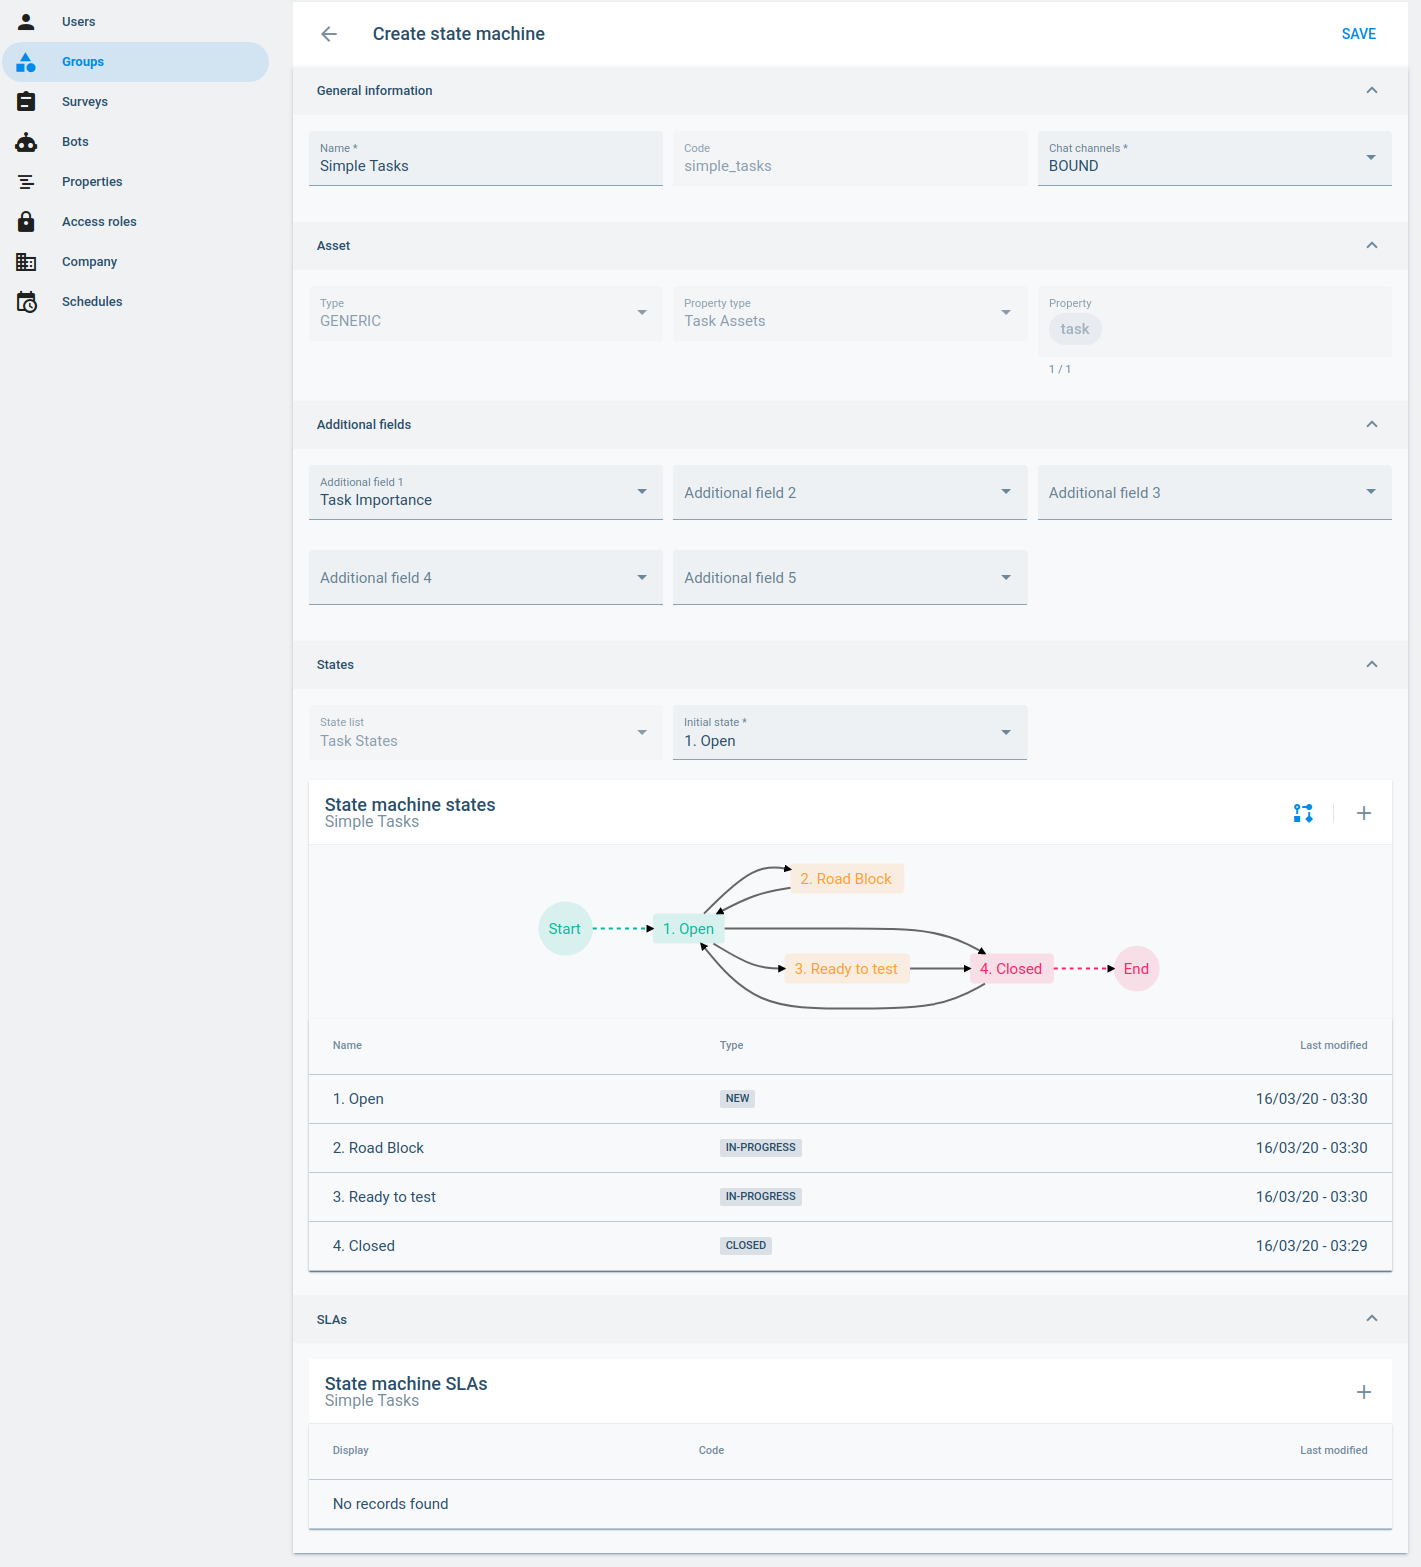 Users
Groups
Surveys
Bots
Properties
Access roles
Company
Schedules
Create state machine
SAVE
General information
Name *
Simple Tasks
Code
simple_tasks
Chat channels *
BOUND
Asset
Type
GENERIC
Property type
Task Assets
Property
task
1 / 1
Additional fields
Additional field 1
Task Importance
Additional field 2
Additional field 3
Additional field 4
Additional field 5
States
State list
Task States
Initial state *
1. Open
State machine states
Simple Tasks
2. Road Block
Start
1. Open
3. Ready to test
4. Closed
End
Name Type Last modified
1. Open NEW 16/03/20 - 03:30
2. Road Block IN-PROGRESS 16/03/20 - 03:30
3. Ready to test IN-PROGRESS 16/03/20 - 03:30
4. Closed CLOSED 16/03/20 - 03:29
SLAs
State machine SLAs
Simple Tasks
Display Code Last modified
No records found